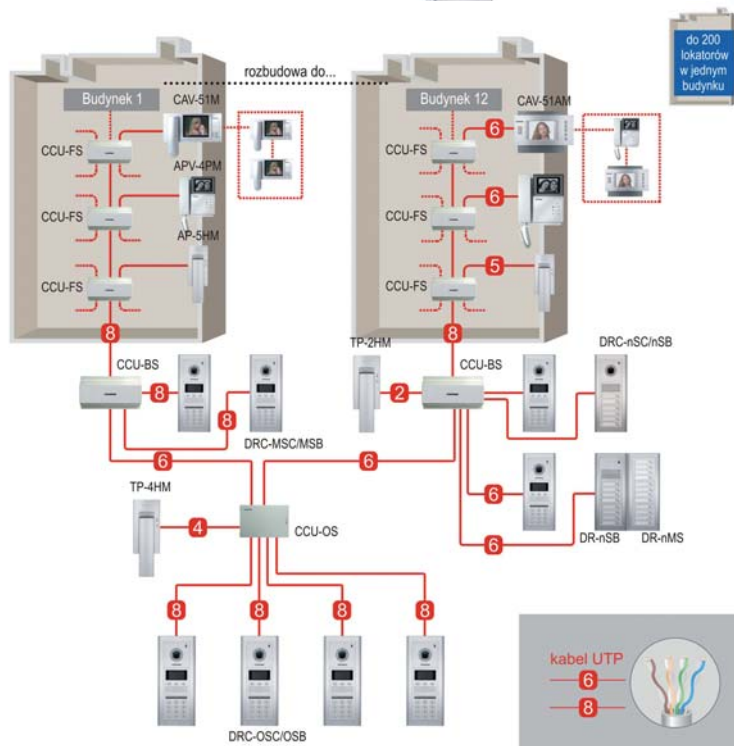 do 200
lokatorów
w jednym
budynku
rozbudowa do...
Budynek 1
CAV-51M
CCU-FS
APV-4PM
CCU-FS
AP-5HM
CCU-FS
8
Budynek 12
CAV-51AM
6
CCU-FS
6
CCU-FS
5
CCU-FS
8
CCU-BS
8
8
DRC-MSC/MSB
TP-2HM
2
CCU-BS
DRC-nSC/nSB
6
6
6
DR-nSB
DR-nMS
6
TP-4HM
4
CCU-OS
8
8
8
8
DRC-OSC/OSB
kabel UTP
6
8